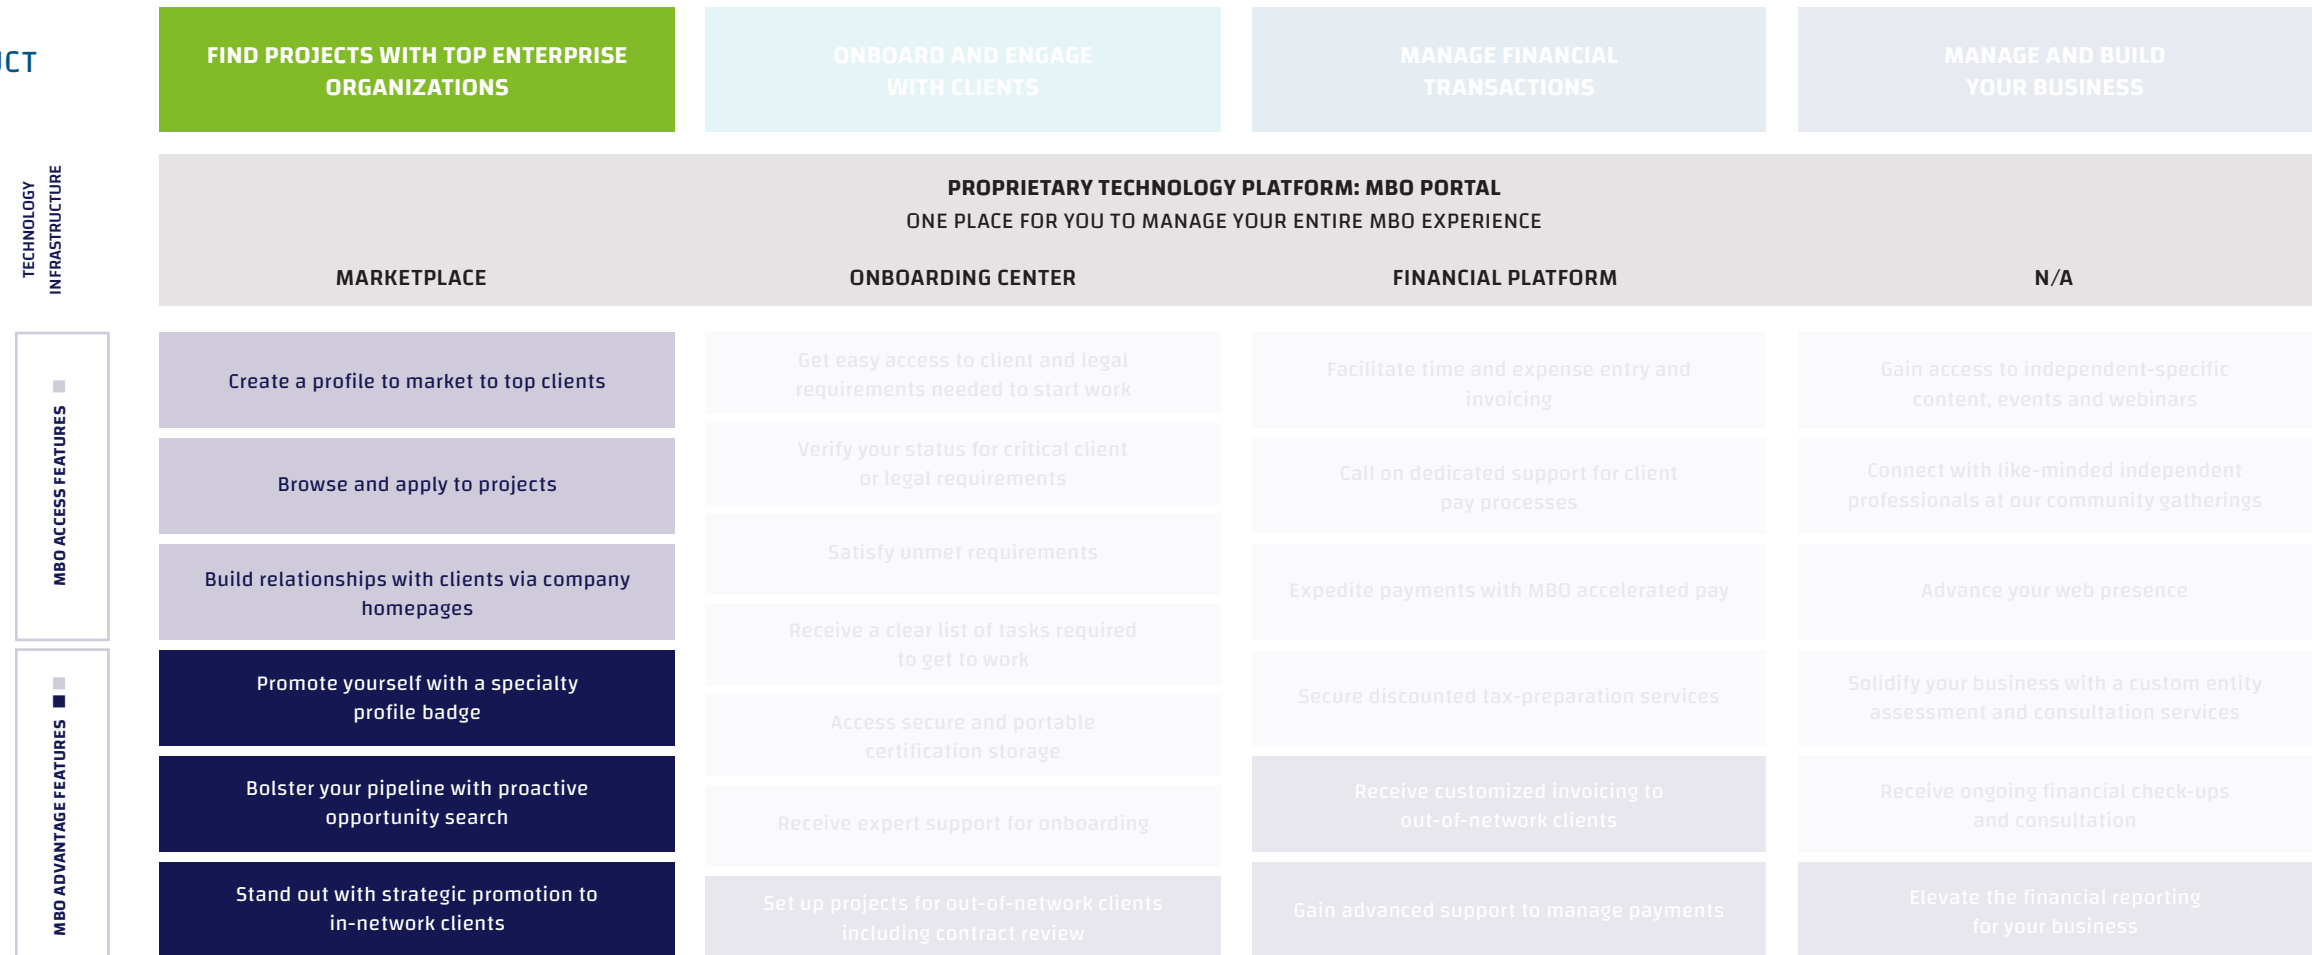 UCT
FIND PROJECTS WITH TOP ENTERPRISE
ORGANIZATIONS
ONBOARD AND ENGAGE
WITH CLIENTS
MANAGE FINANCIAL
TRANSACTIONS
MANAGE AND BUILD
YOUR BUSINESS
TECHNOLOGY
INFRASTRUCTURE
PROPRIETARY TECHNOLOGY PLATFORM: MBO PORTAL
ONE PLACE FOR YOU TO MANAGE YOUR ENTIRE MBO EXPERIENCE
MARKETPLACE
ONBOARDING CENTER
FINANCIAL PLATFORM
N/A
MBO ACCESS FEATURES
Create a profile to market to top clients
Browse and apply to projects
Build relationships with clients via company
homepages
MBO ADVANTAGE FEATURES
Promote yourself with a specialty
profile badge
Bolster your pipeline with proactive
opportunity search
Stand out with strategic promotion to
in-network clients
Get easy access to client and legal
requirements needed to start work
Verify your status for critical client
or legal requirements
Satisfy unmet requirements
Receive a clear list of tasks required
to get to work
Access secure and portable
certification storage
Receive expert support for onboarding
Set up projects for out-of-network clients
including contract review
Facilitate time and expense entry and
invoicing
Call on dedicated support for client
pay processes
Expedite payments with MBO accelerated pay
Secure discounted tax-preparation services
Receive customized invoicing to
out-of-network clients
Gain advanced support to manage payments
Gain access to independent-specific
content, events and webinars
Connect with like-minded independent
professionals at our community gatherings
Advance your web presence
Solidify your business with a custom entity
assessment and consultation services
Receive ongoing financial check-ups
and consultation
Elevate the financial reporting
for your business